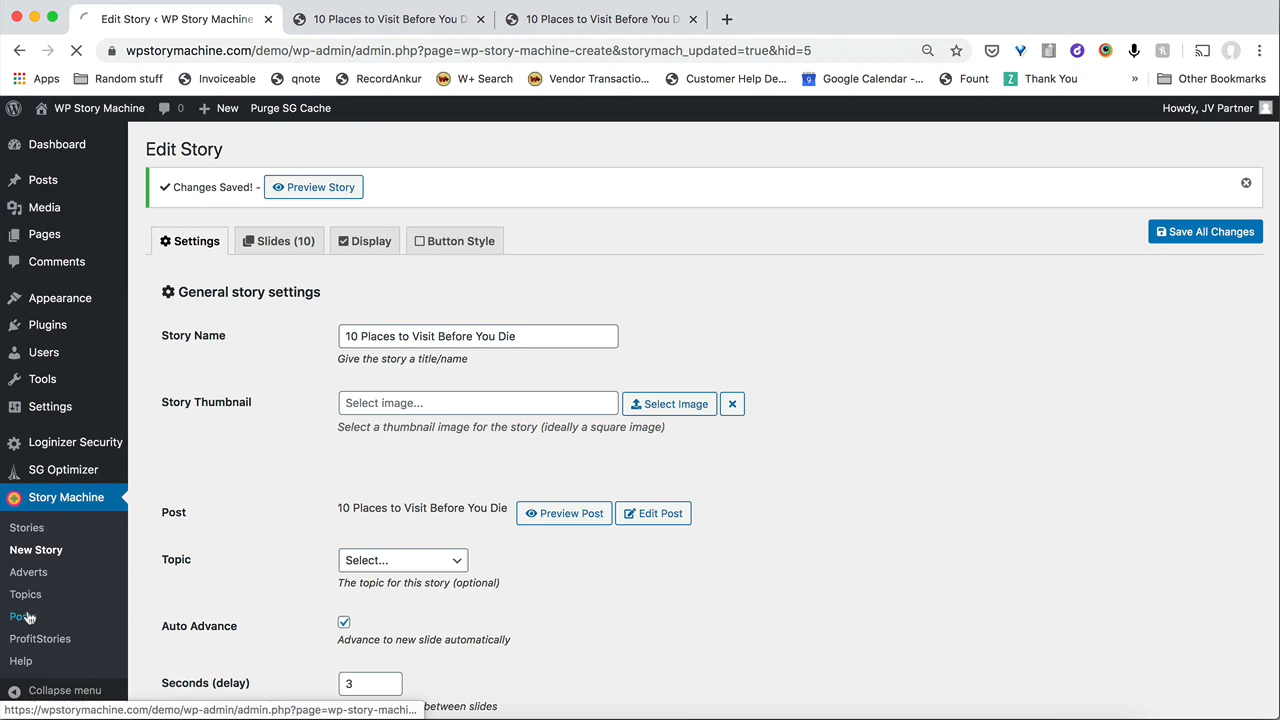 Edit Story < WP Story Machine
10 Places to Visit Before You D
10 Places to Visit Before You D
wpstorymachine.com/demo/wp-admin/admin.php?page=wp-story-machine-create&storymach_updated=true&hid=5
Apps Random stuff Invoiceable qnote RecordAnkur W+ Search Vendor Transactio... Customer Help De... Google Calendar -... Fount Thank You » Other Bookmarks
WP Story Machine 0 New Purge SG Cache Howdy, JV Partner
Dashboard
Posts
Media
Pages
Comments
Appearance
Plugins
Users
Tools
Settings
Loginizer Security
SG Optimizer
Story Machine
Stories
New Story
Adverts
Topics
ProfitStories
Help
Collapse menu
Edit Story
Changes Saved! - Preview Story
Settings Slides (10) Display Button Style Save All Changes
General story settings
Story Name 10 Places to Visit Before You Die
Give the story a title/name
Story Thumbnail Select image... Select Image
Select a thumbnail image for the story (ideally a square image)
Post 10 Places to Visit Before You Die Preview Post Edit Post
Topic Select...
The topic for this story (optional)
Auto Advance
Advance to new slide automatically
Seconds (delay) 3
between slides
https://wpstorymachine.com/demo/wp-admin/admin.php?page=wp-story-machi...